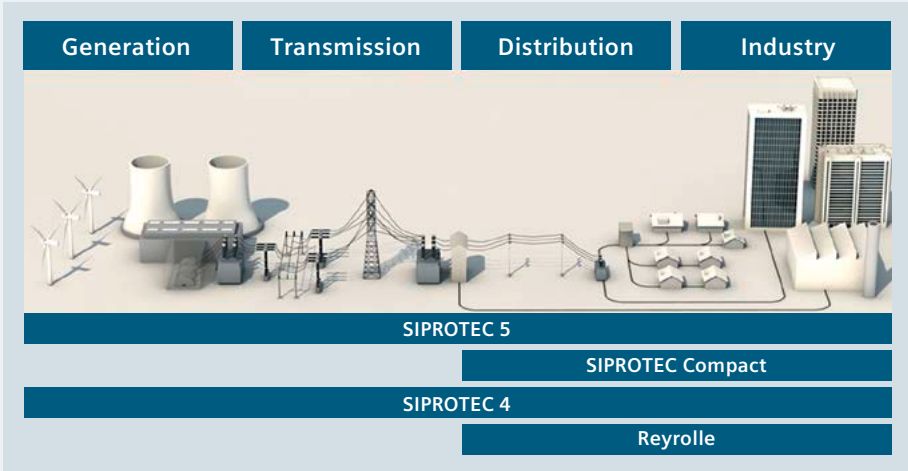 Generation
Transmission
Distribution
Industry
SIPROTEC 5
SIPROTEC Compact
SIPROTEC 4
Reyrolle